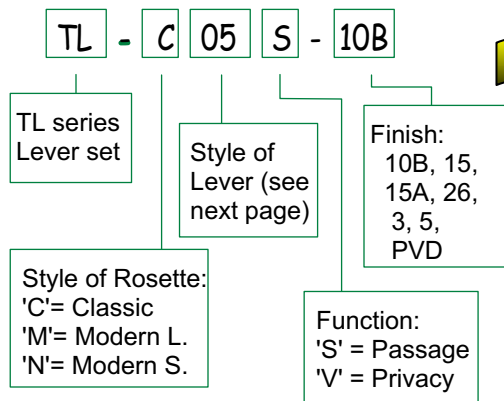 TL - C 05 S - 10B
TL series
Lever set
Style of
Lever (see
next page)
Finish:
10B, 15,
15A, 26,
3, 5,
PVD
Style of Rosette:
'C'= Classic
'M'= Modern L.
'N'= Modern S.
Function:
'S' = Passage
'V' = Privacy